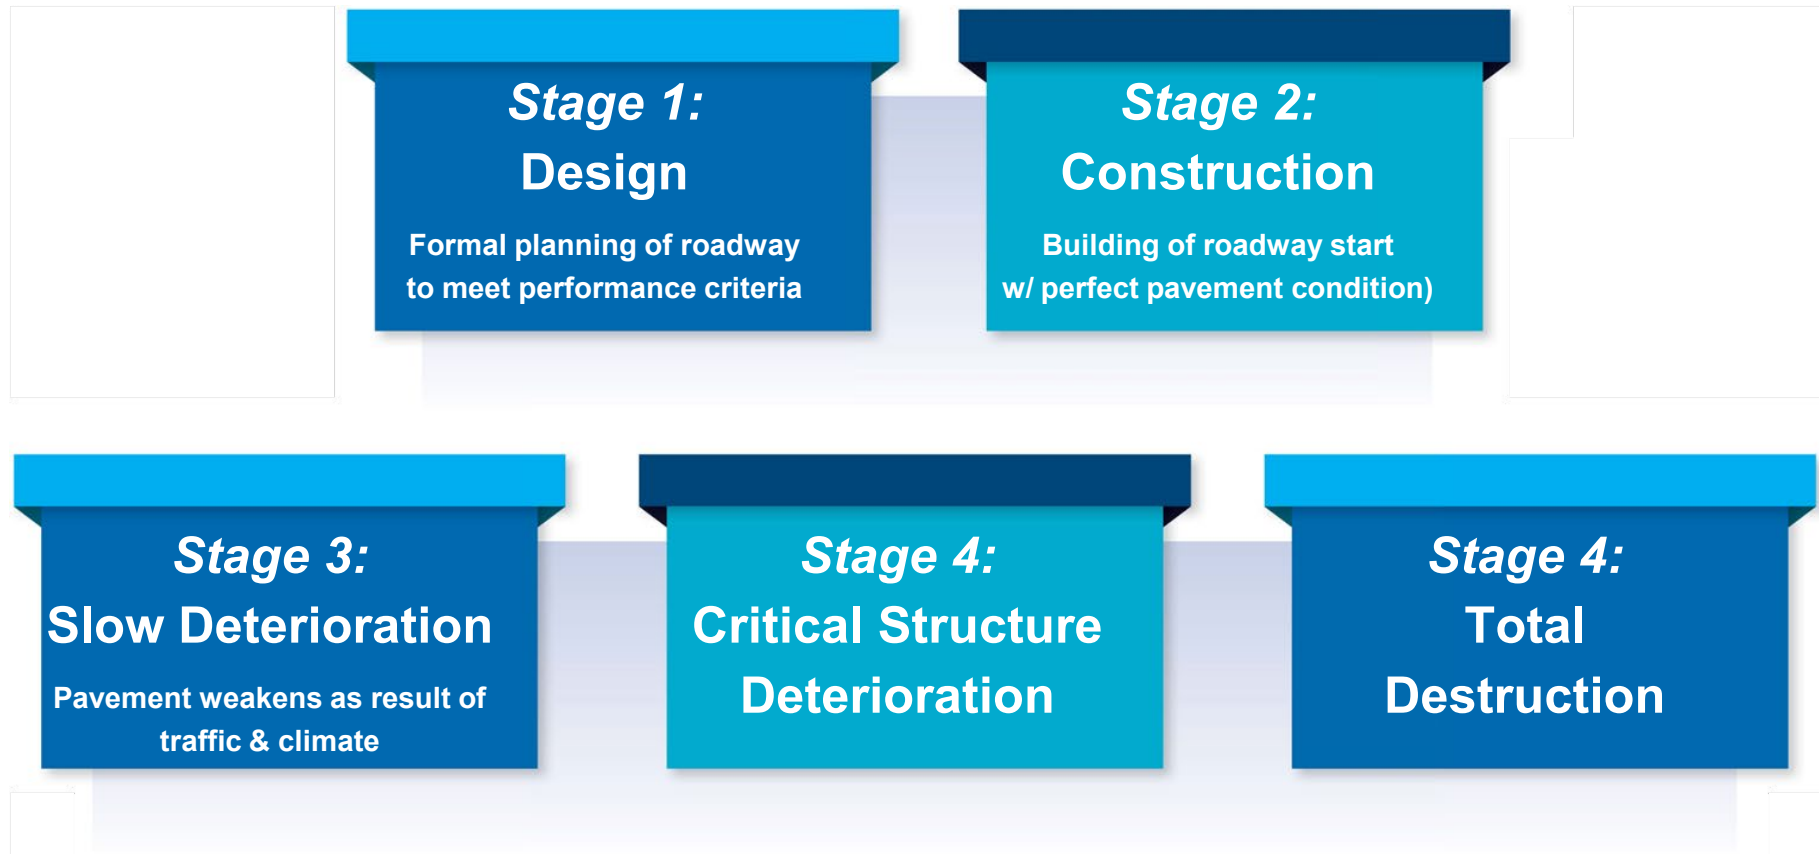 Stage 1:
Design
Formal planning of roadway
to meet performance criteria
Stage 2:
Construction
Building of roadway start
w/ perfect pavement condition)
Stage 3:
Slow Deterioration
Pavement weakens as result of
traffic & climate
Stage 4:
Critical Structure
Deterioration
Stage 4:
Total
Destruction